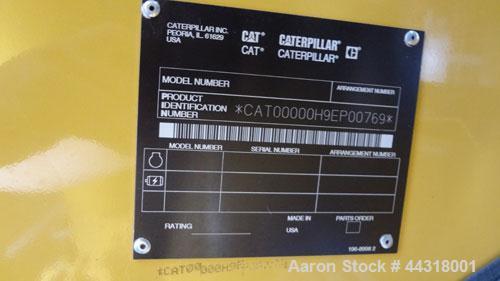 CATERPILLAR INC.
PEORIA, IL. 61629
USA
CAT® CATERPILLAR®
CAT® CATERPILLAR®
MODEL NUMBER
ARRANGEMENT NUMBER
PRODUCT
IDENTIFICATION
NUMBER
*CAT00000H9EP00769*
MODEL NUMBER SERIAL NUMBER ARRANGEMENT NUMBER
RATING
MADE IN
USA
PARTS ORDER
*CAT00000H9E
Aaron Stock # 44318001